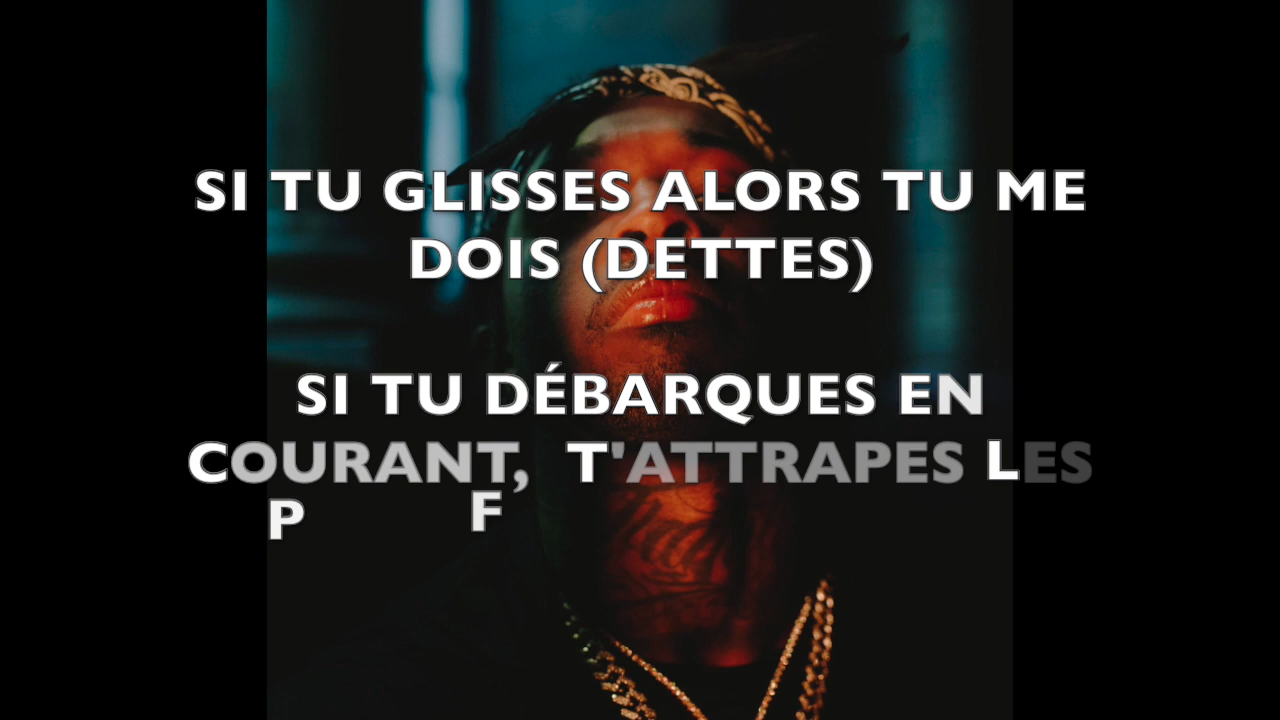 SI TU GLISSES ALORS TU ME
DOIS (DETTES)
SI TU DÉBARQUES EN
COURANT, T'ATTRAPES LES
P F